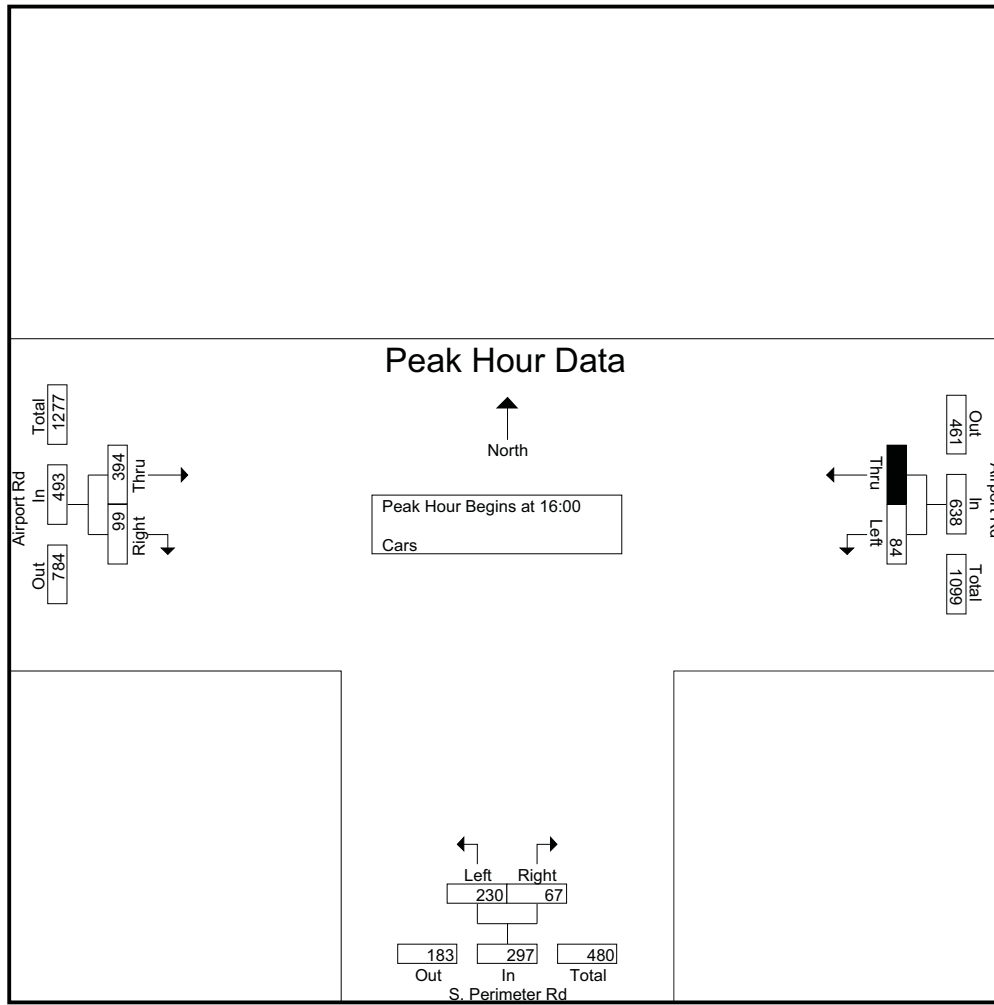 Peak Hour Data
North
Peak Hour Begins at 16:00
Cars
Airport Rd
Total
1277
In
493
Out
784
394
Thru
99
Right
Out
461
In
638
Total
1099
Thru
Left
84
Left
Right
230
67
183
297
480
Out
In
Total
S. Perimeter Rd